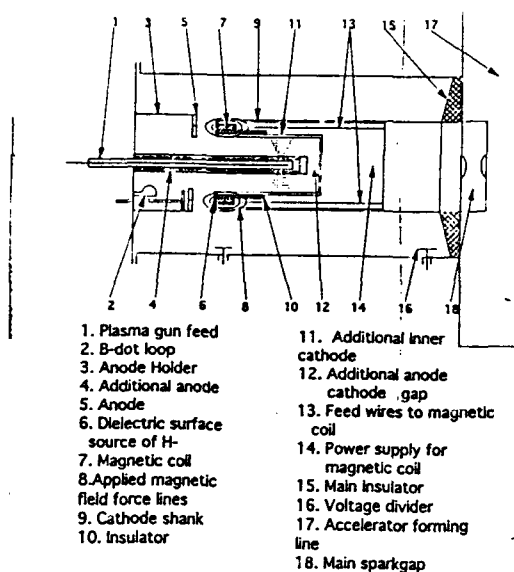 1 3 5 7 9 11 13 15 17
2 4 6 8 10 12 14 16 18
1. Plasma gun feed
2. B-dot loop
3. Anode Holder
4. Additional anode
5. Anode
6. Dielectric surface
source of H-
7. Magnetic coil
8.Applied magnetic
field force lines
9. Cathode shank
10. Insulator
11. Additional inner
cathode
12. Additional anode
cathode gap
13. Feed wires to magnetic
coil
14. Power supply for
magnetic coil
15. Main insulator
16. Voltage divider
17. Accelerator forming
line
18. Main sparkgap